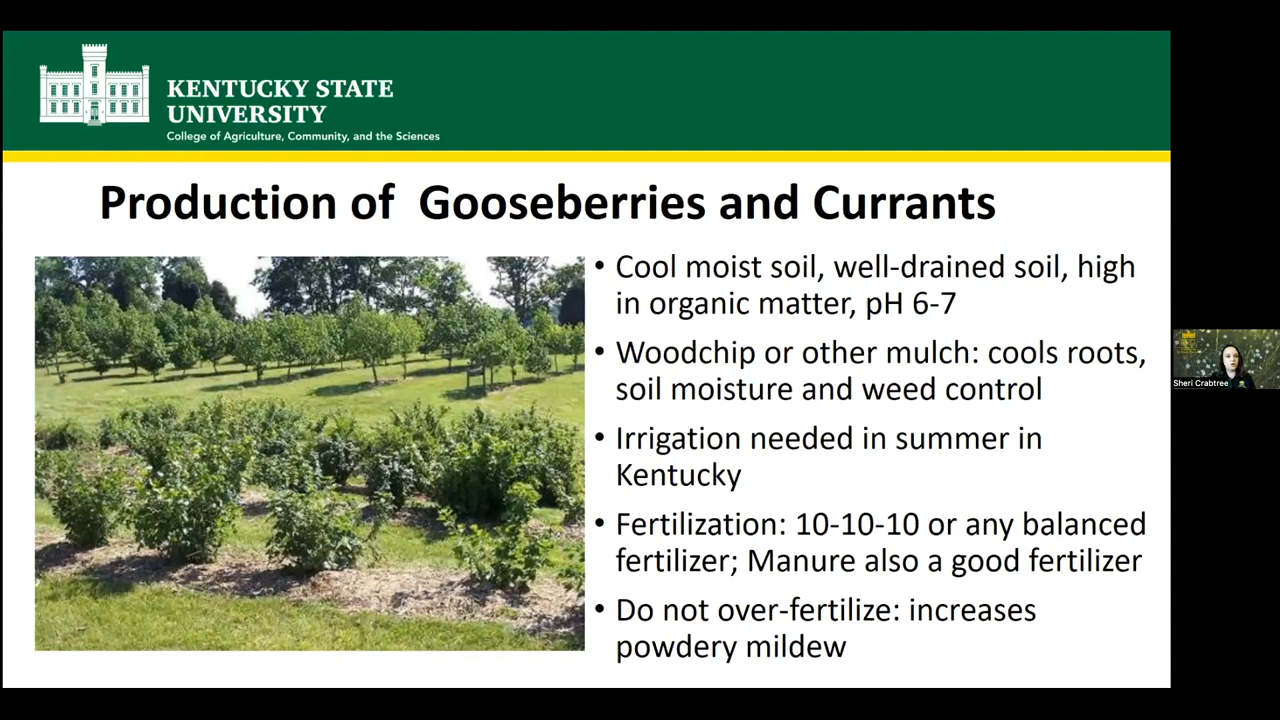 KENTUCKY STATE
UNIVERSITY
College of Agriculture, Community, and the Sciences
Production of Gooseberries and Currants
• Cool moist soil, well-drained soil, high
in organic matter, pH 6-7
• Woodchip or other mulch: cools roots,
soil moisture and weed control
• Irrigation needed in summer in
Kentucky
• Fertilization: 10-10-10 or any balanced
fertilizer; Manure also a good fertilizer
• Do not over-fertilize: increases
powdery mildew
Sheri Crabtree